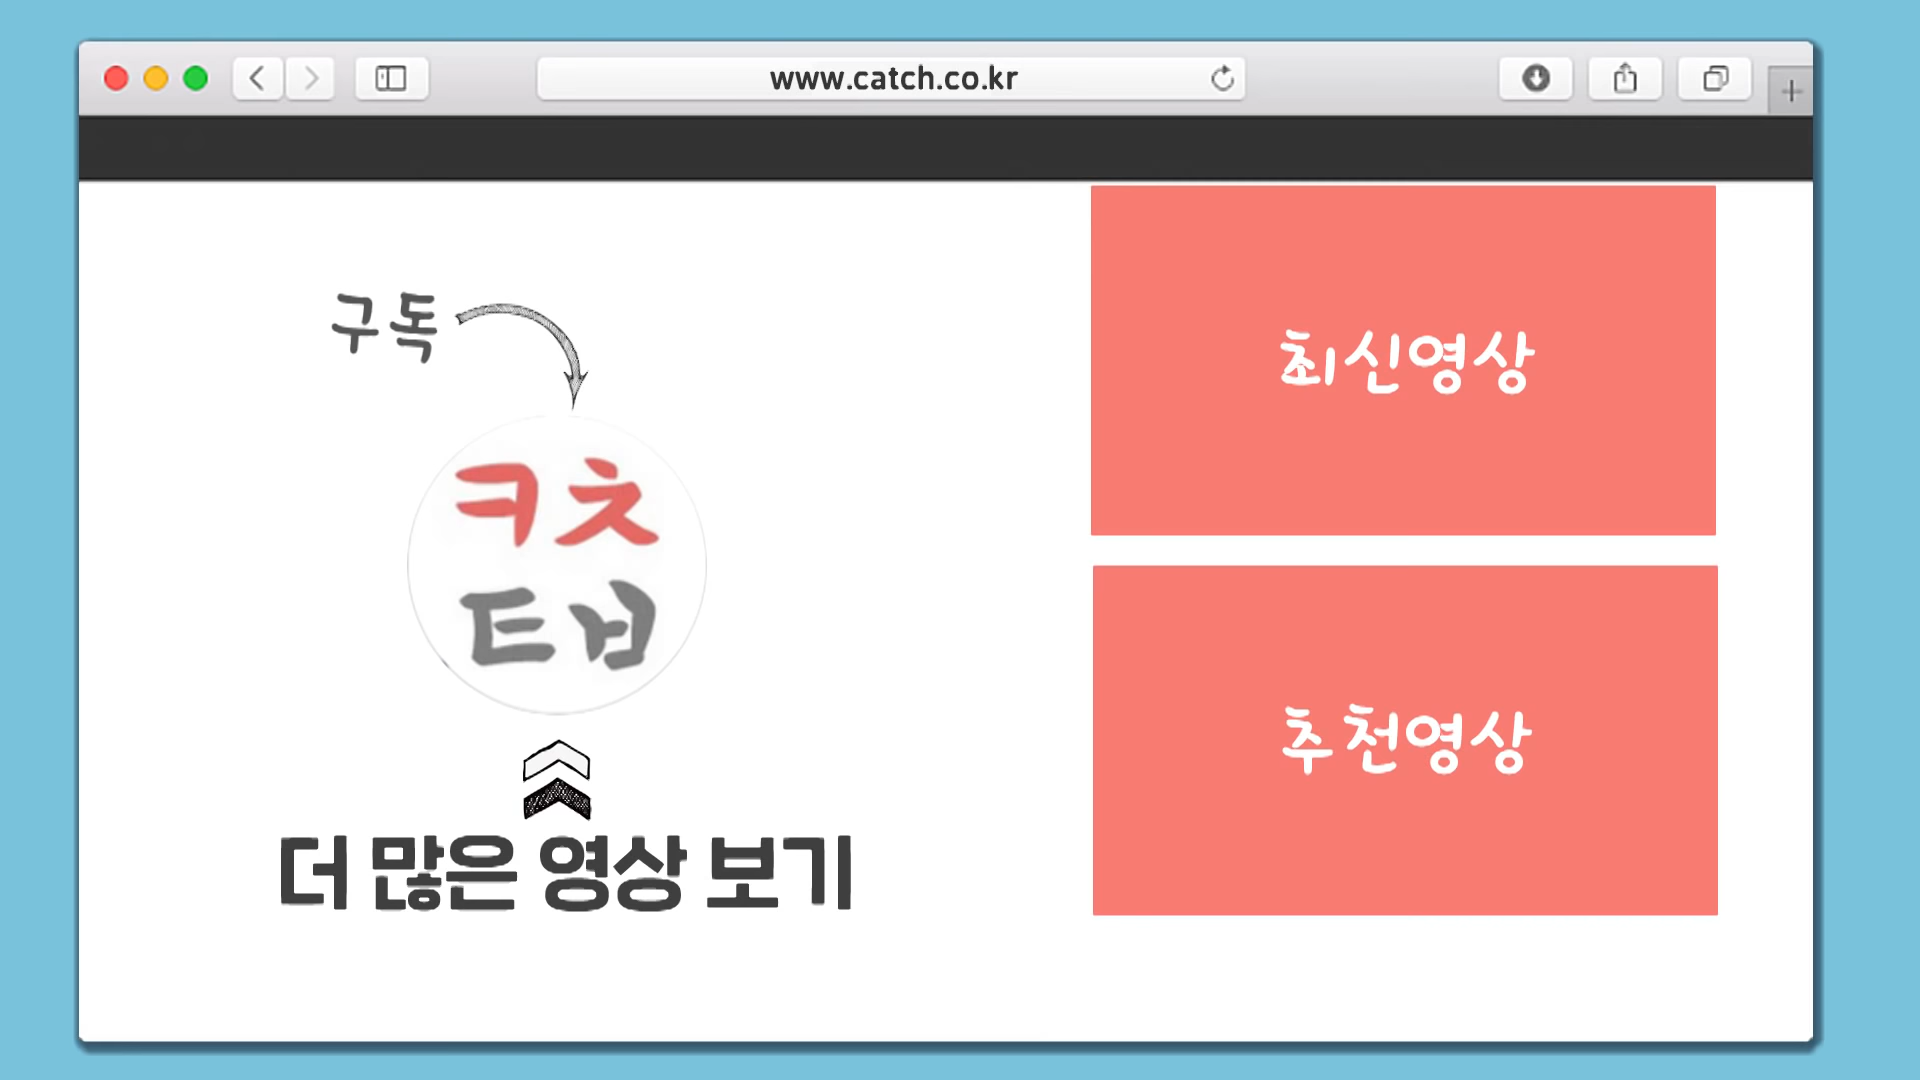 www.catch.co.kr
구독
ㅋㅊ
ㅌㅂ
더 많은 영상 보기
최신영상
추천영상